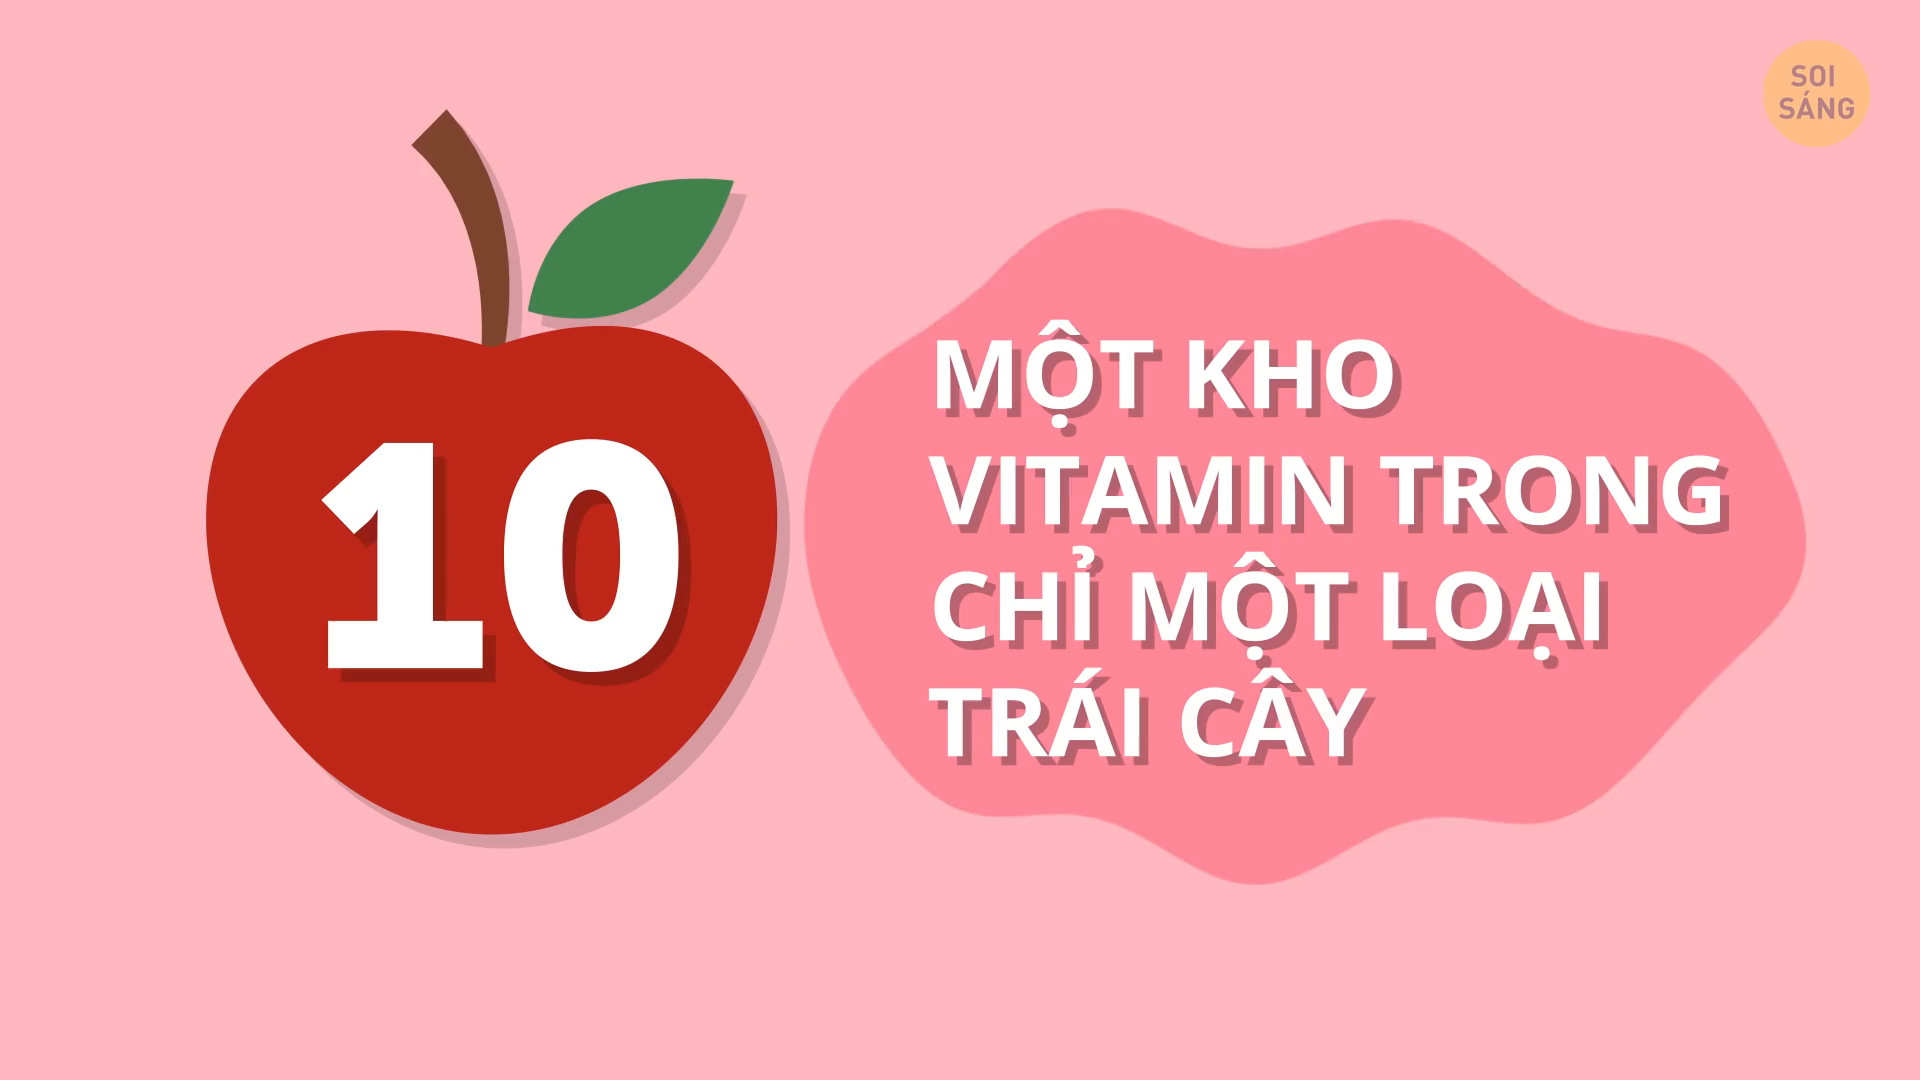 SOI
SÁNG
10
MỘT KHO
VITAMIN TRONG
CHỈ MỘT LOẠI
TRÁI CÂY